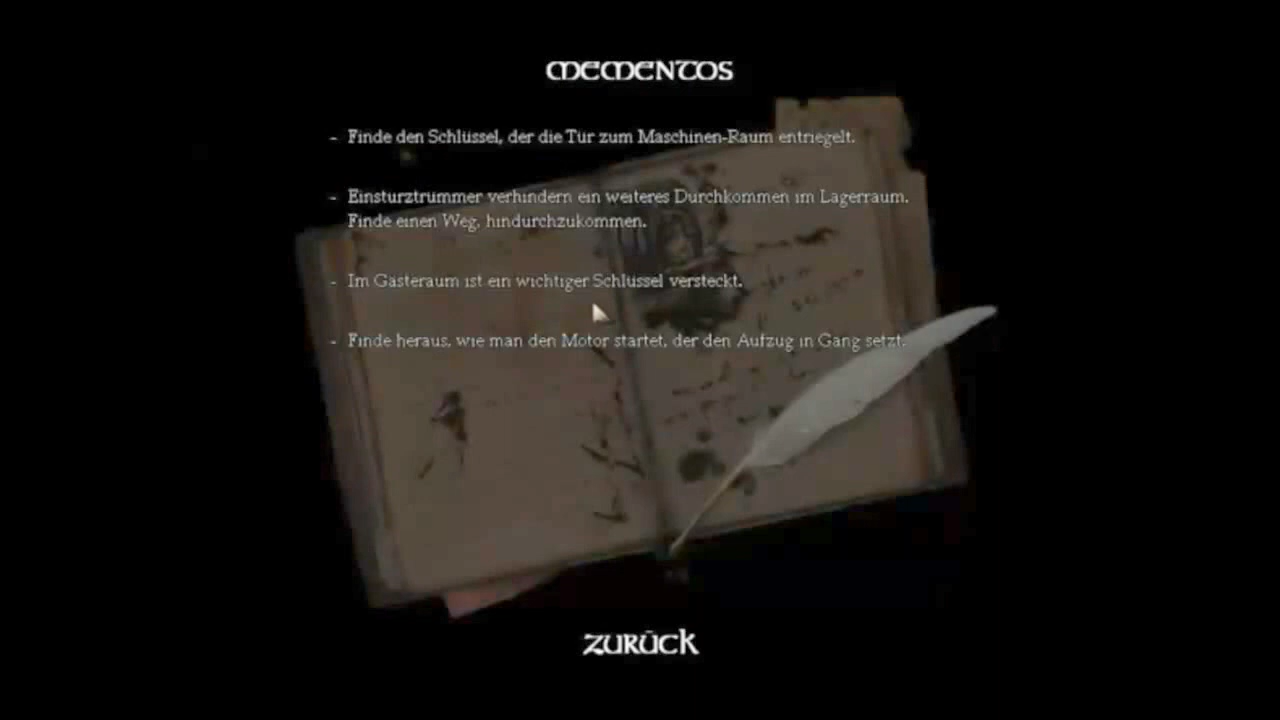 MEMENTOS
- Finde den Schlüssel, der die Tür zum Maschinen-Raum entriegelt.
- Einsturztrümmer verhindern ein weiteres Durchkommen im Lagerraum.
Finde einen Weg, hindurchzukommen.
- Im Gästeraum ist ein wichtiger Schlüssel versteckt.
- Finde heraus, wie man den Motor startet, der den Aufzug in Gang setzt.
ZURÜCK